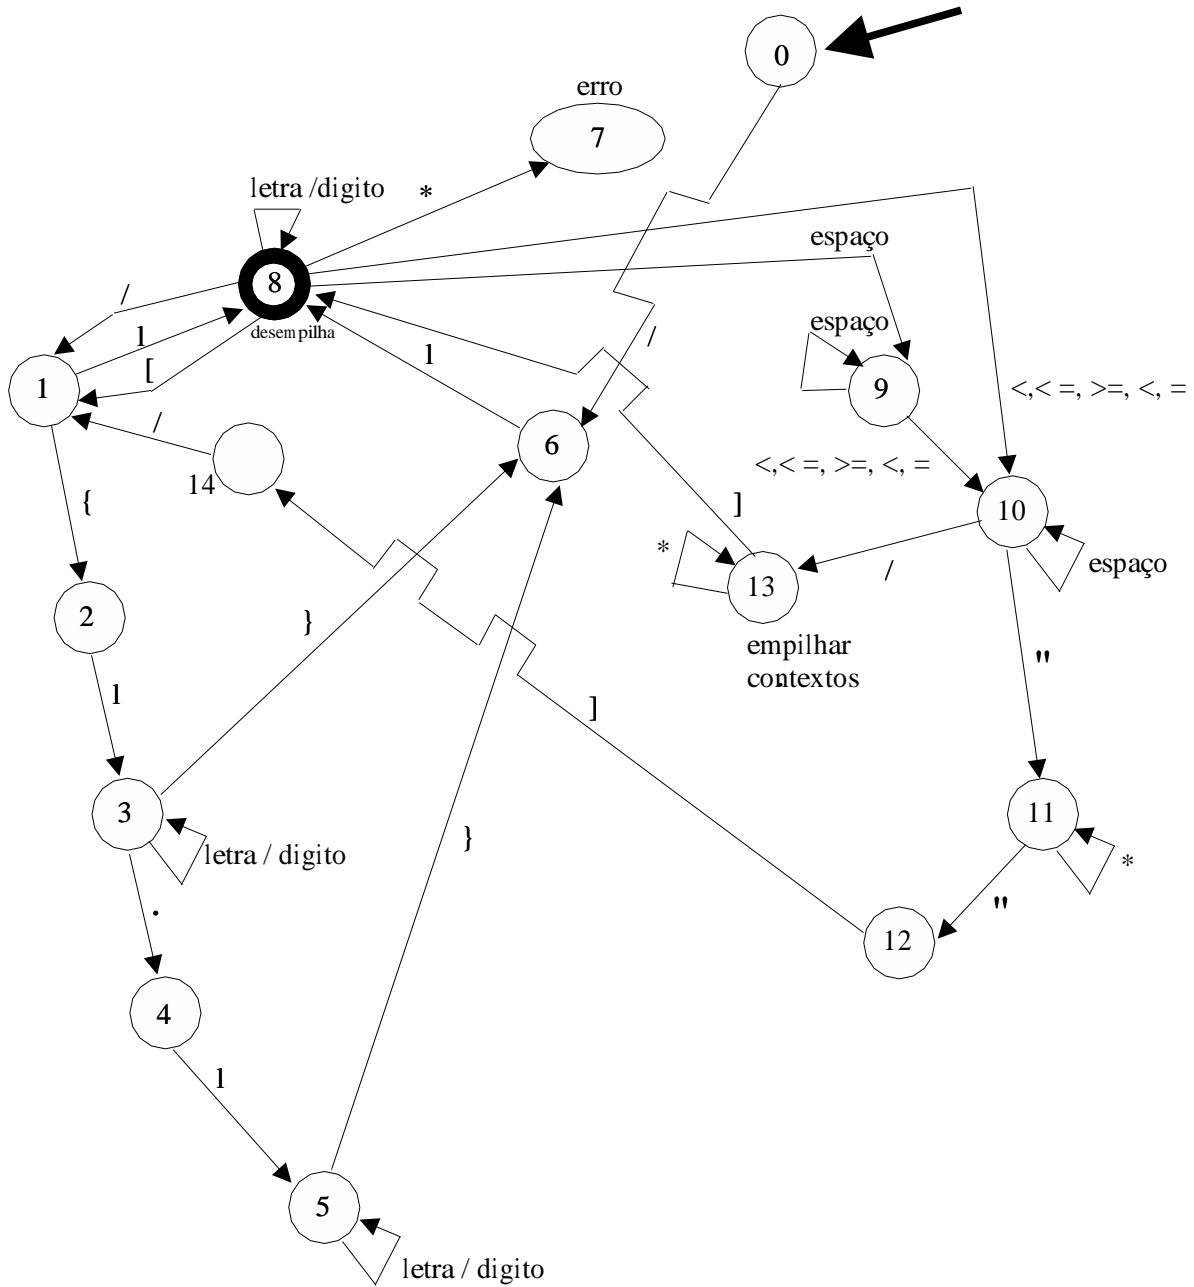 0
erro
7
letra /digito
*
espaço
8
desempilha
/
l
[
1
espaço
/
9
<,< =, >=, <, =
l
6
/
14
<,< =, >=, <, =
{
]
10
*
/
13
espaço
2
}
empilhar
contextos
"
l
]
3
letra / digito
}
11
*
.
"
12
4
l
5
letra / digito